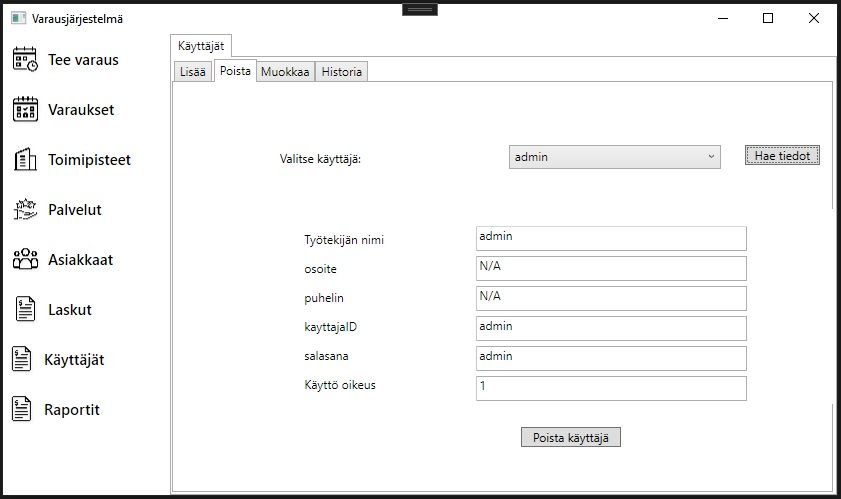 Varausjärjestelmä
Tee varaus
Varaukset
Toimipisteet
Palvelut
Asiakkaat
Laskut
Käyttäjät
Raportit
Käyttäjät
Lisää Poista Muokkaa Historia
Valitse käyttäjä: admin Hae tiedot
Työtekijän nimi admin
osoite N/A
puhelin N/A
kayttajaID admin
salasana admin
Käyttö oikeus 1
Poista käyttäjä